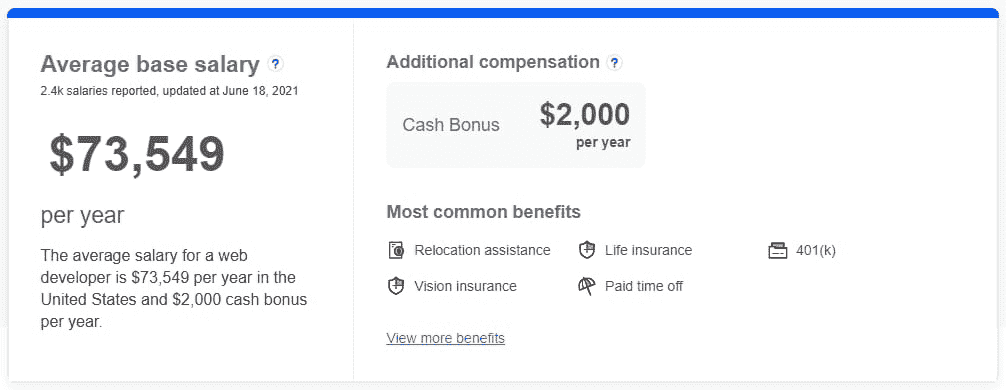 Average base salary ?
2.4k salaries reported, updated at June 18, 2021
$73,549
per year
The average salary for a web
developer is $73,549 per year in the
United States and $2,000 cash bonus
per year.
Additional compensation ?
Cash Bonus $2,000
per year
Most common benefits
Relocation assistance Life insurance 401(k)
Vision insurance Paid time off
View more benefits